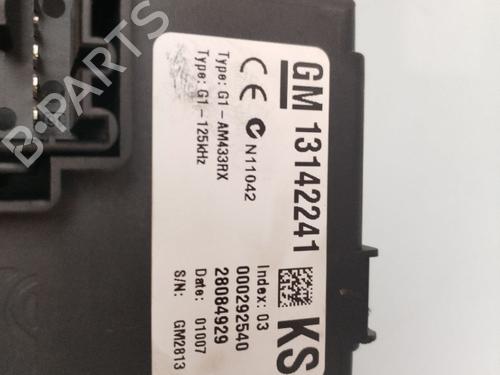 GM 13142241
KS
CE N11042
Type: G1-AM433RX
Type: G1-125kHz
Index: 03
000292540
28084929
Date: 01007
S/N: GM2813
B-PARTS